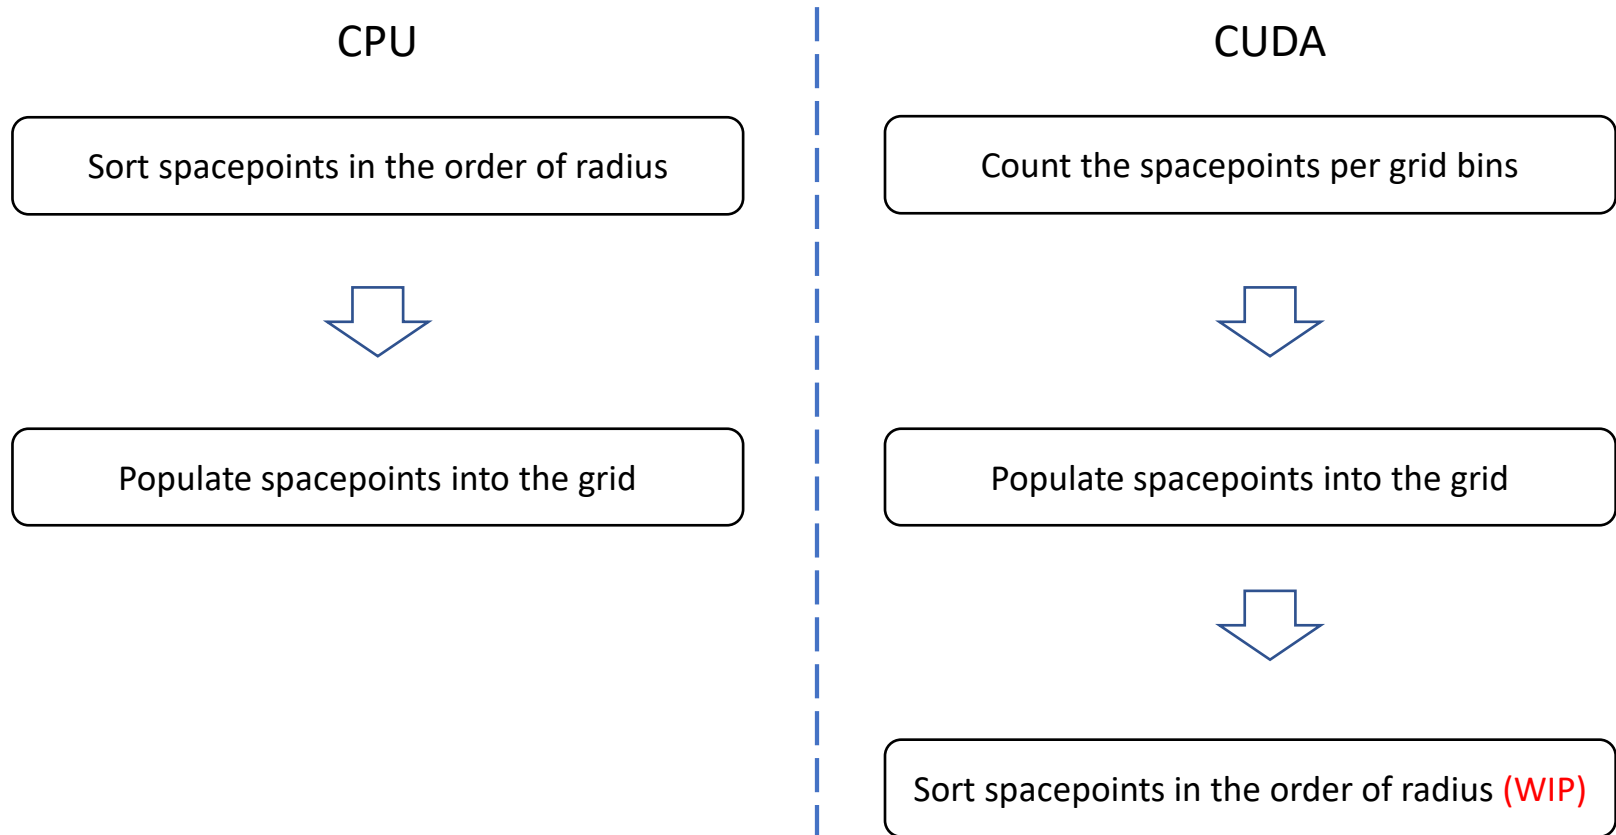 CPU
Sort spacepoints in the order of radius
Populate spacepoints into the grid
CUDA
Count the spacepoints per grid bins
Populate spacepoints into the grid
Sort spacepoints in the order of radius (WIP)